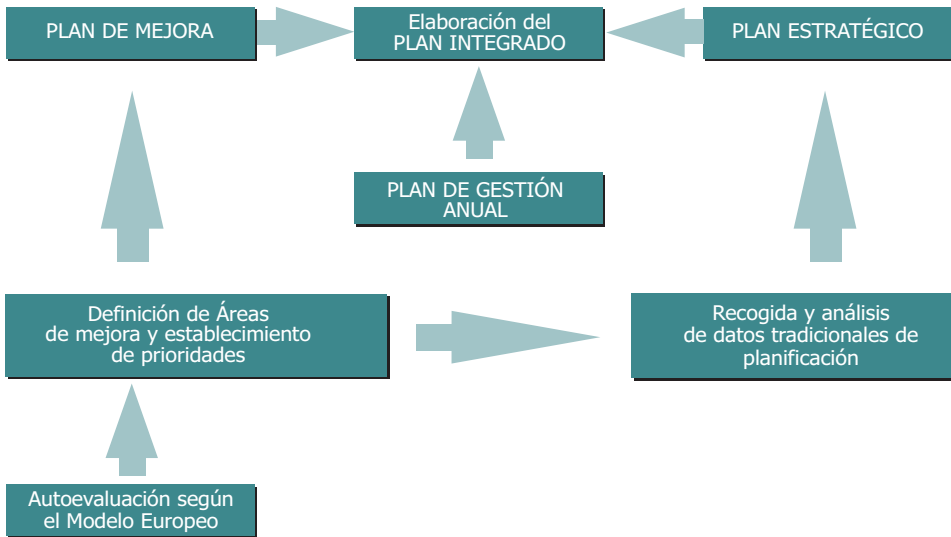 PLAN DE MEJORA
Elaboración del
PLAN INTEGRADO
PLAN ESTRATÉGICO
PLAN DE GESTIÓN
ANUAL
Definición de Áreas
de mejora y establecimiento
de prioridades
Recogida y análisis
de datos tradicionales de
planificación
Autoevaluación según
el Modelo Europeo